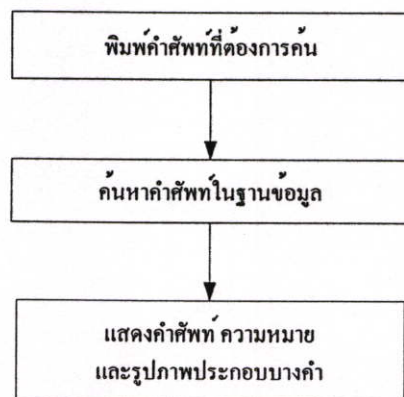 พิมพ์คำศัพท์ที่ต้องการค้น
ค้นหาคำศัพท์ในฐานข้อมูล
แสดงคำศัพท์ ความหมาย
และรูปภาพประกอบบางคำ